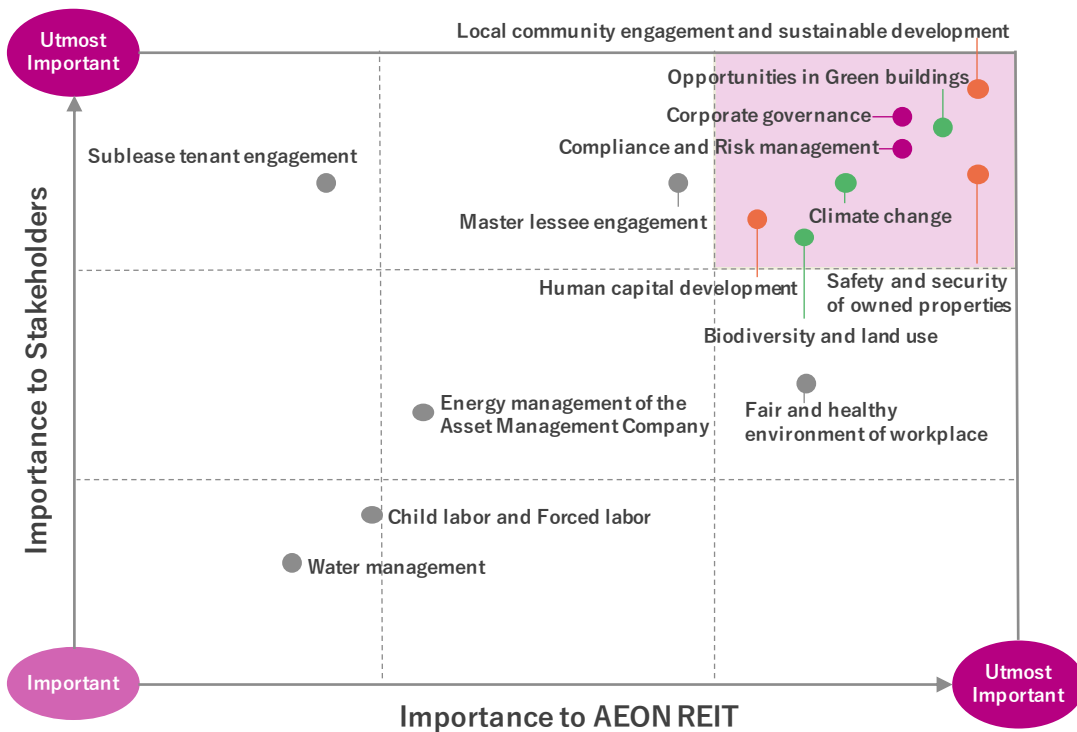 Utmost
Important
Local community engagement and sustainable development
Opportunities in Green buildings
Corporate governance
Compliance and Risk management
Sublease tenant engagement
Master lessee engagement
Climate change
Human capital development
Safety and security
of owned properties
Biodiversity and land use
Energy management of the
Asset Management Company
Fair and healthy
environment of workplace
Child labor and Forced labor
Water management
Importance to Stakeholders
Important
Utmost
Important
Importance to AEON REIT